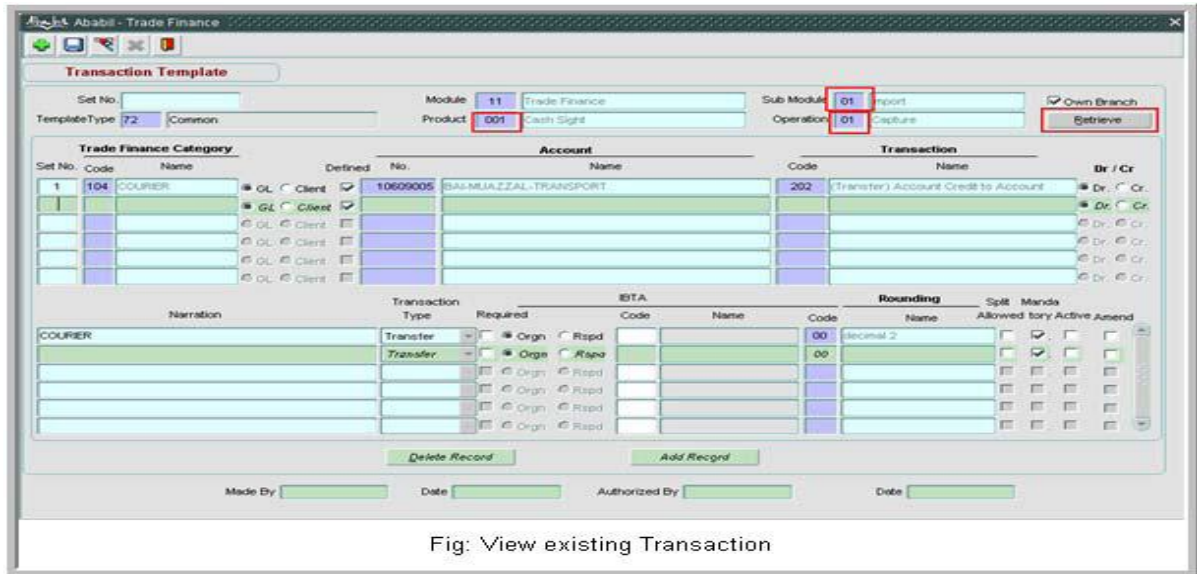 Ababil - Trade Finance
Transaction Template
Set No. Module 11 Trade Finance Sub Module 01 Import Own Branch
TemplateType 72 Common Product 001 Cash Sight Operation 01 Capture Retrieve
Trade Finance Category Account Transaction
Set No. Code Name Defined No. Name Code Name Dr / Cr
1 104 COURIER GL Client 10609005 BAI-MUAZZAL-TRANSPORT 202 (Transfer) Account Credit to Account Dr. Cr.
GL Client Dr. Cr.
GL Client Dr. Cr.
GL Client Dr. Cr.
GL Client Dr. Cr.
GL Client Dr. Cr.
Transaction IBTA Rounding Split Manda
Narration Type Required Code Name Code Name Allowed tory Active Amend
COURIER Transfer Orgn Rspd 00 decimal 2
Transfer Orgn Rspd 00
Orgn Rspd
Orgn Rspd
Orgn Rspd
Orgn Rspd
Delete Record Add Record
Made By Date Authorized By Date
Fig: View existing Transaction